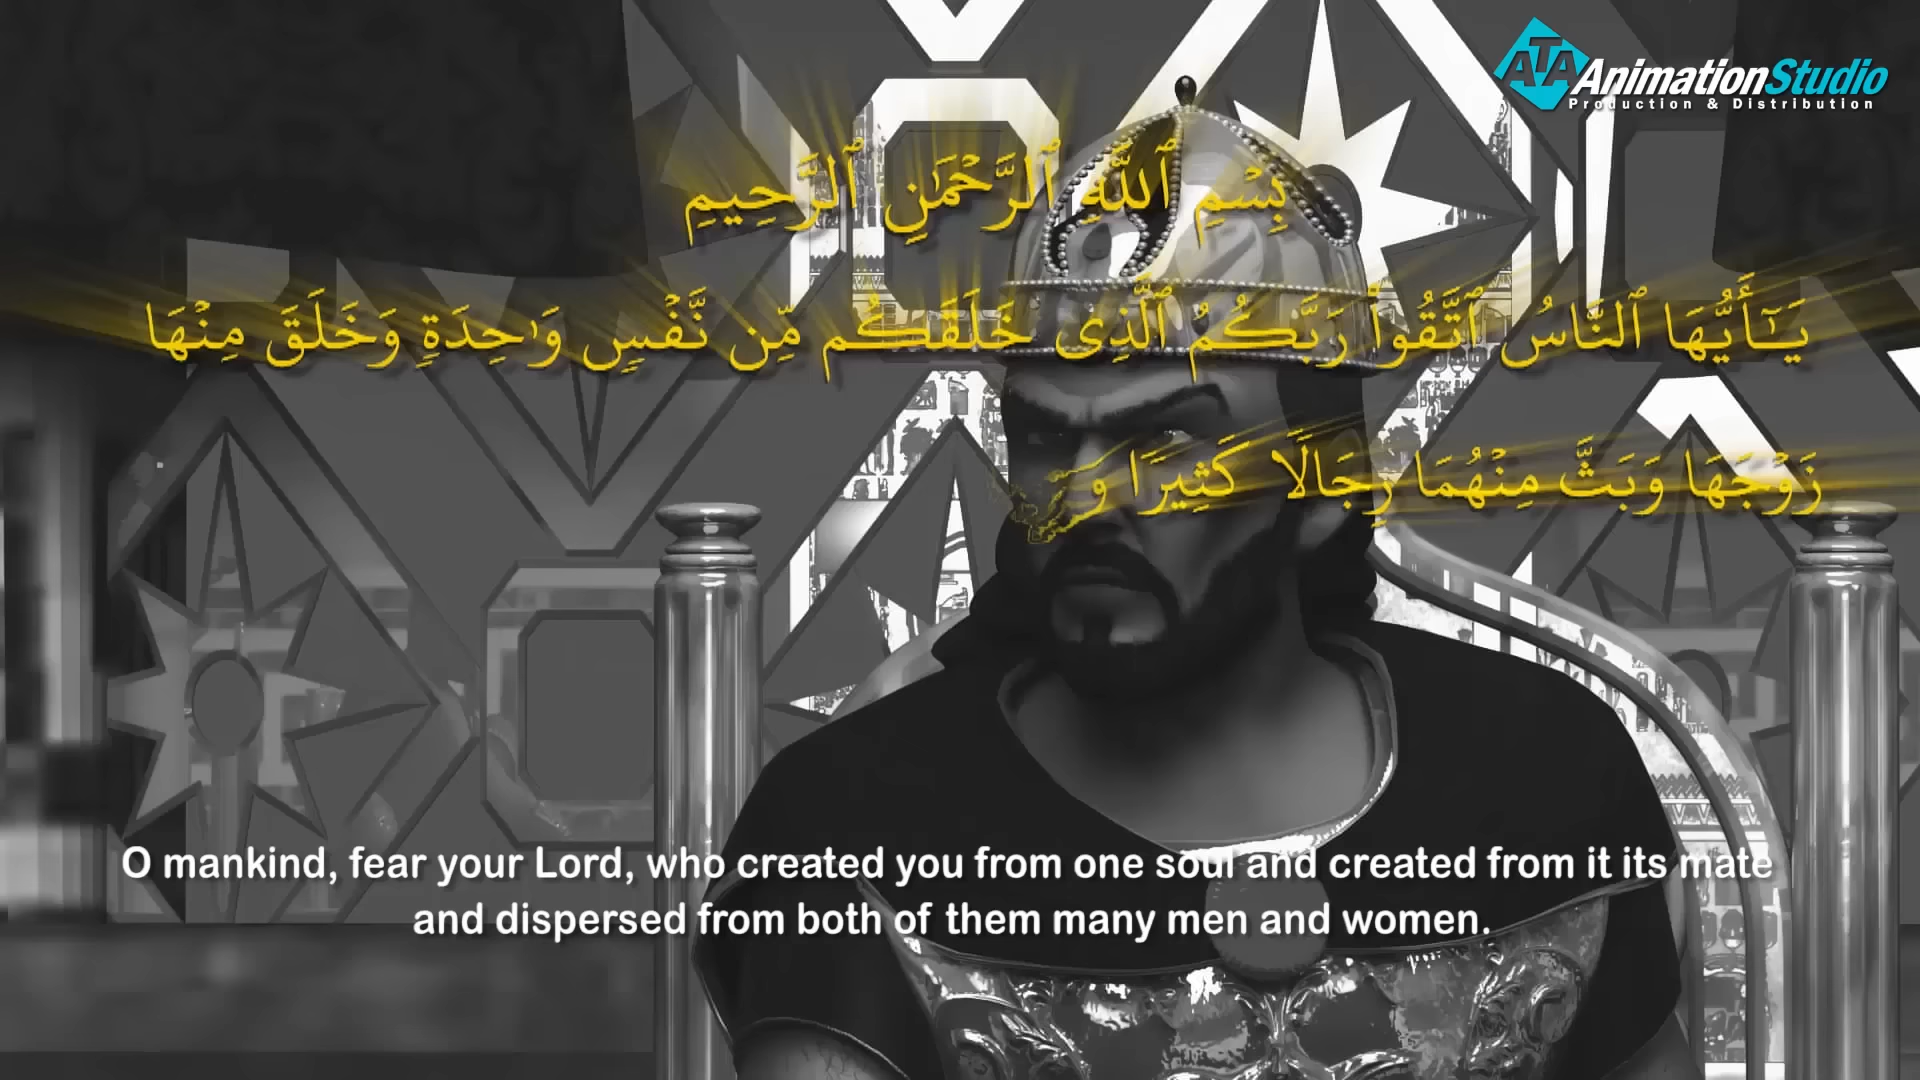 ATA AnimationStudio
Production & Distribution
بِسْمِ ٱللَّهِ ٱلرَّحْمَٰنِ ٱلرَّحِيمِ
يَـٰٓأَيُّهَا ٱلنَّاسُ ٱتَّقُوا۟ رَبَّكُمُ ٱلَّذِى خَلَقَكُم مِّن نَّفْسٍ وَٰحِدَةٍ وَخَلَقَ مِنْهَا
زَوْجَهَا وَبَثَّ مِنْهُمَا رِجَالًا كَثِيرًا و
O mankind, fear your Lord, who created you from one soul and created from it its mate
and dispersed from both of them many men and women.